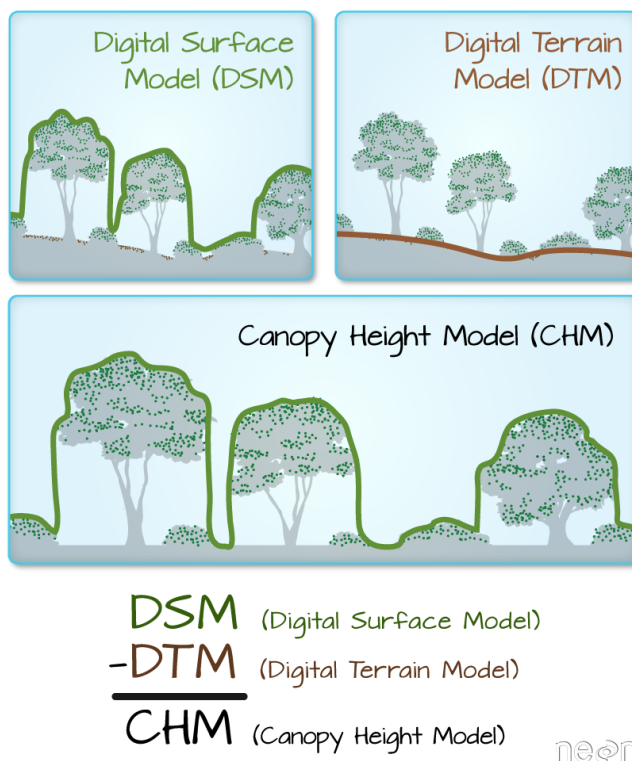 Digital Surface
Model (DSM)
Digital Terrain
Model (DTM)
Canopy Height Model (CHM)
DSM (Digital Surface Model)
-DTM (Digital Terrain Model)
CHM (Canopy Height Model)
neon